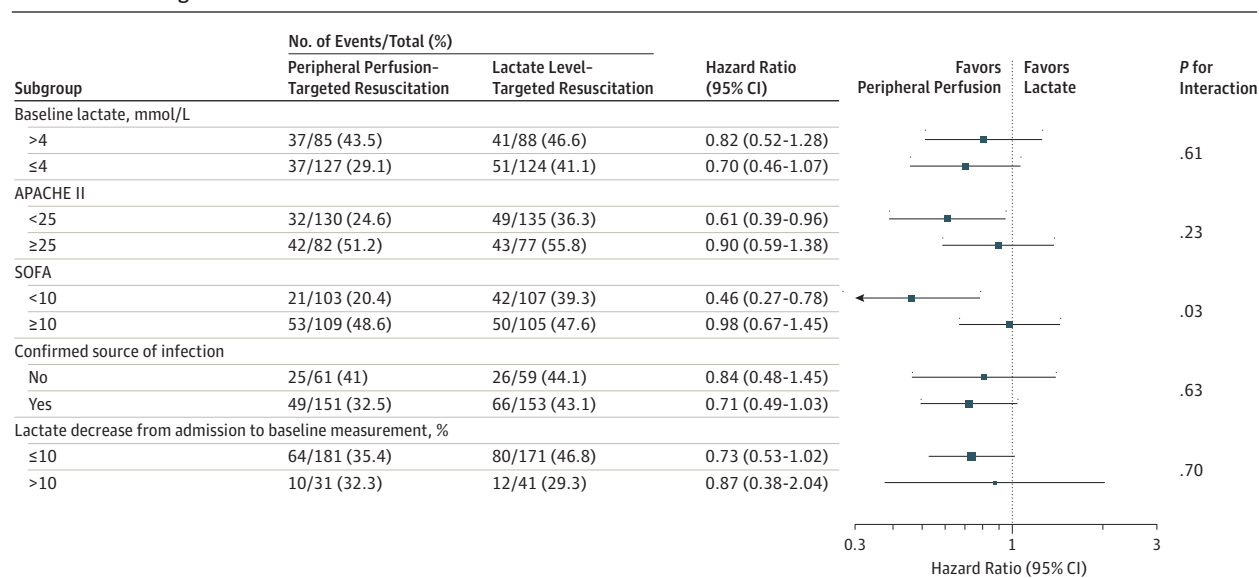 No. of Events/Total (%)
Subgroup Peripheral Perfusion– Targeted Resuscitation Lactate Level– Targeted Resuscitation Hazard Ratio (95% CI) Favors Peripheral Perfusion Favors Lactate P for Interaction
Baseline lactate, mmol/L
>4 37/85 (43.5) 41/88 (46.6) 0.82 (0.52-1.28)
.61
≤4 37/127 (29.1) 51/124 (41.1) 0.70 (0.46-1.07)
APACHE II
<25 32/130 (24.6) 49/135 (36.3) 0.61 (0.39-0.96)
.23
≥25 42/82 (51.2) 43/77 (55.8) 0.90 (0.59-1.38)
SOFA
<10 21/103 (20.4) 42/107 (39.3) 0.46 (0.27-0.78)
.03
≥10 53/109 (48.6) 50/105 (47.6) 0.98 (0.67-1.45)
Confirmed source of infection
No 25/61 (41) 26/59 (44.1) 0.84 (0.48-1.45)
.63
Yes 49/151 (32.5) 66/153 (43.1) 0.71 (0.49-1.03)
Lactate decrease from admission to baseline measurement, %
≤10 64/181 (35.4) 80/171 (46.8) 0.73 (0.53-1.02)
.70
>10 10/31 (32.3) 12/41 (29.3) 0.87 (0.38-2.04)
0.3 1 3
Hazard Ratio (95% CI)